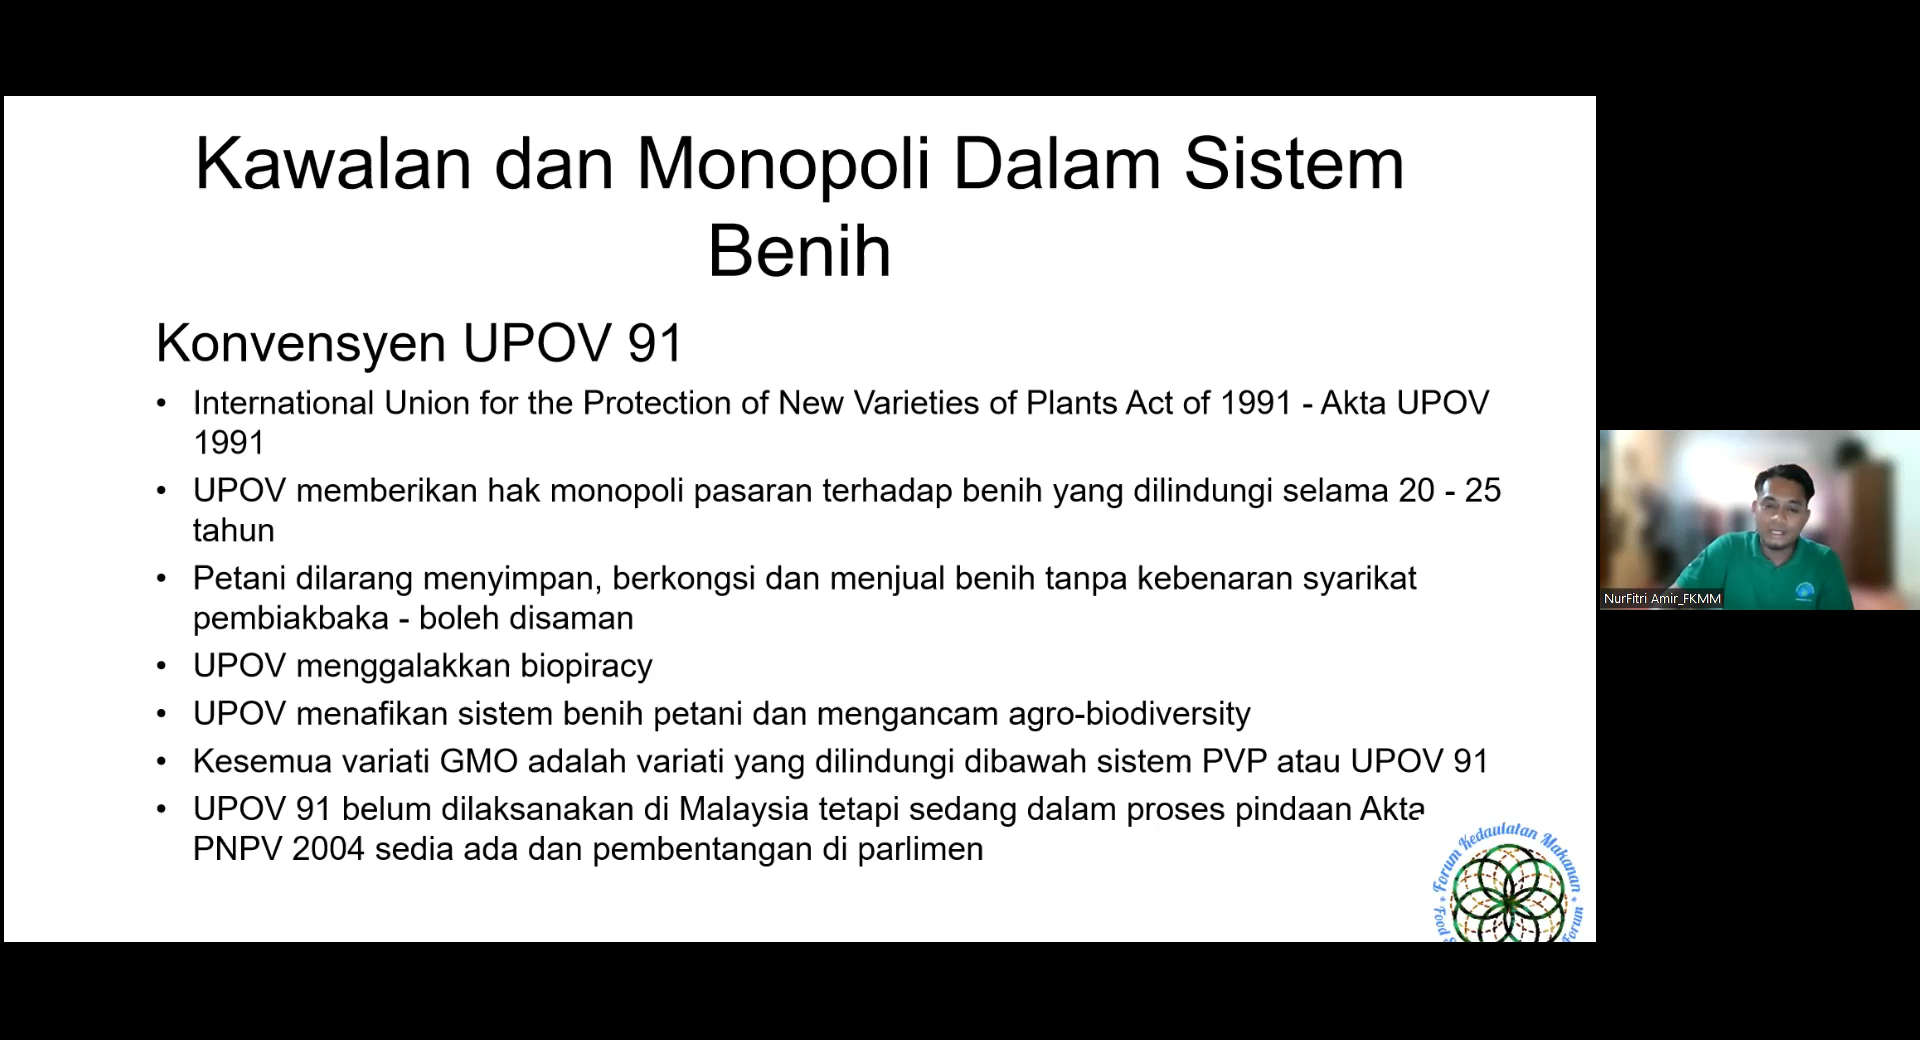 Kawalan dan Monopoli Dalam Sistem
Benih
Konvensyen UPOV 91
• International Union for the Protection of New Varieties of Plants Act of 1991 - Akta UPOV
1991
• UPOV memberikan hak monopoli pasaran terhadap benih yang dilindungi selama 20 - 25
tahun
• Petani dilarang menyimpan, berkongsi dan menjual benih tanpa kebenaran syarikat
pembiakbaka - boleh disaman
• UPOV menggalakkan biopiracy
• UPOV menafikan sistem benih petani dan mengancam agro-biodiversity
• Kesemua variati GMO adalah variati yang dilindungi dibawah sistem PVP atau UPOV 91
• UPOV 91 belum dilaksanakan di Malaysia tetapi sedang dalam proses pindaan Akta
PNPV 2004 sedia ada dan pembentangan di parlimen
Forum Kedaulatan Makanan
Food
Forum
NurFitri Amir_FKMM